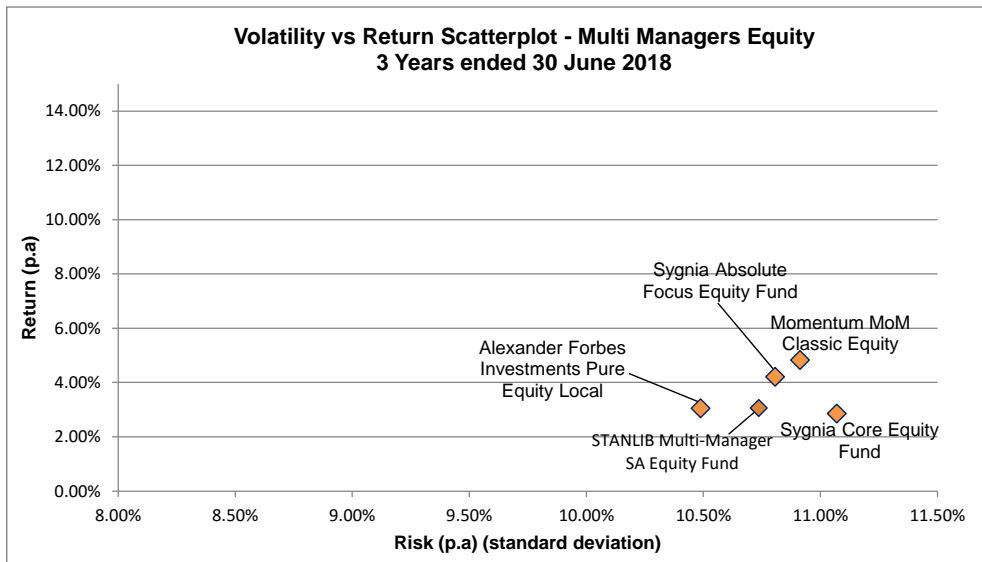 Volatility vs Return Scatterplot - Multi Managers Equity
3 Years ended 30 June 2018
14.00%
12.00%
10.00%
8.00%
6.00%
4.00%
2.00%
0.00%
Return (p.a)
Sygnia Absolute
Focus Equity Fund
Momentum MoM
Classic Equity
Alexander Forbes
Investments Pure
Equity Local
STANLIB Multi-Manager
SA Equity Fund
Sygnia Core Equity
Fund
8.00% 8.50% 9.00% 9.50% 10.00% 10.50% 11.00% 11.50%
Risk (p.a) (standard deviation)